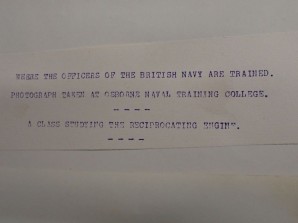 WHERE THE OFFICERS OF THE BRITISH NAVY ARE TRAINED.
PHOTOGRAPH TAKEN AT OSBORNE NAVAL TRAINING COLLEGE.
- - - -
A CLASS STUDYING THE RECIPROCATING ENGINE.
- - - -